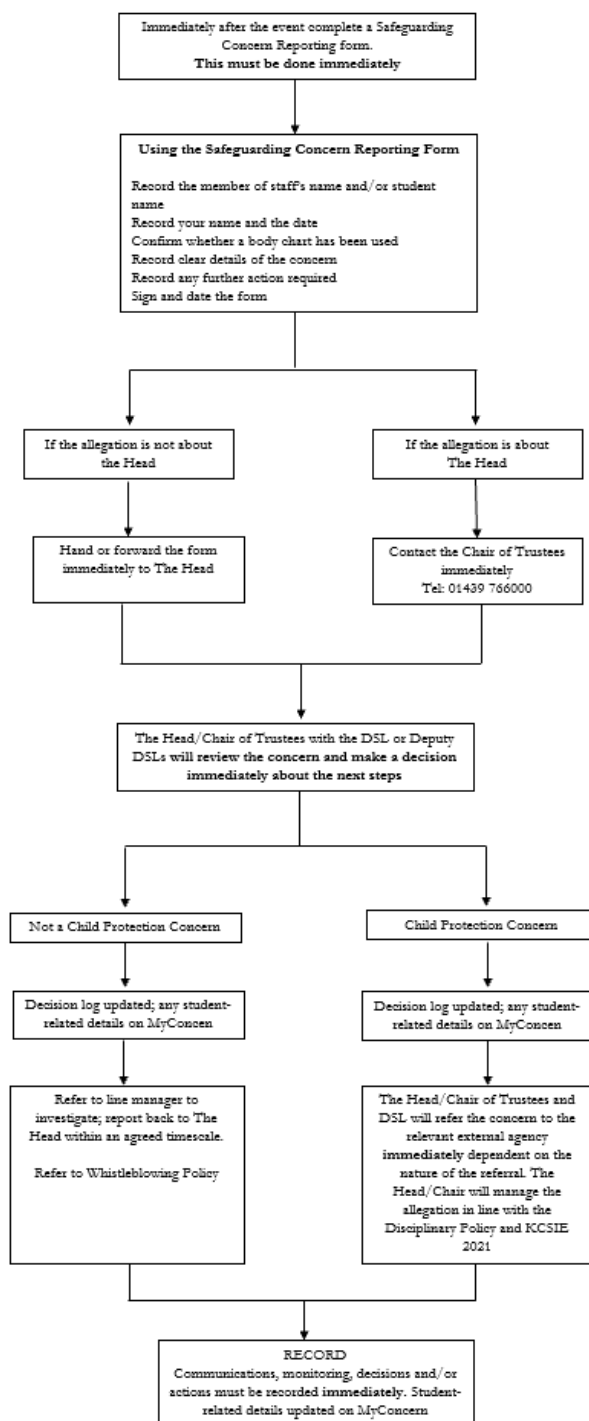 Immediately after the event complete a Safeguarding
Concern Reporting form.
This must be done immediately
Using the Safeguarding Concern Reporting Form
Record the member of staff's name and/or student
name
Record your name and the date
Confirm whether a body chart has been used
Record clear details of the concern
Record any further action required
Sign and date the form
If the allegation is not about
the Head
If the allegation is about
The Head
Hand or forward the form
immediately to The Head
Contact the Chair of Trustees
immediately
Tel: 01439 766000
The Head/Chair of Trustees with the DSL or Deputy
DSLs will review the concern and make a decision
immediately about the next steps
Not a Child Protection Concern
Child Protection Concern
Decision log updated; any student-
related details on MyConcen
Decision log updated; any student-
related details on MyConcen
Refer to line manager to
investigate; report back to The
Head within an agreed timescale.
Refer to Whistleblowing Policy
The Head/Chair of Trustees and
DSL will refer the concern to the
relevant external agency
immediately dependent on the
nature of the referral. The
Head/Chair will manage the
allegation in line with the
Disciplinary Policy and KCSIE
2021
RECORD
Communications, monitoring, decisions and/or
actions must be recorded immediately. Student-
related details updated on MyConcern